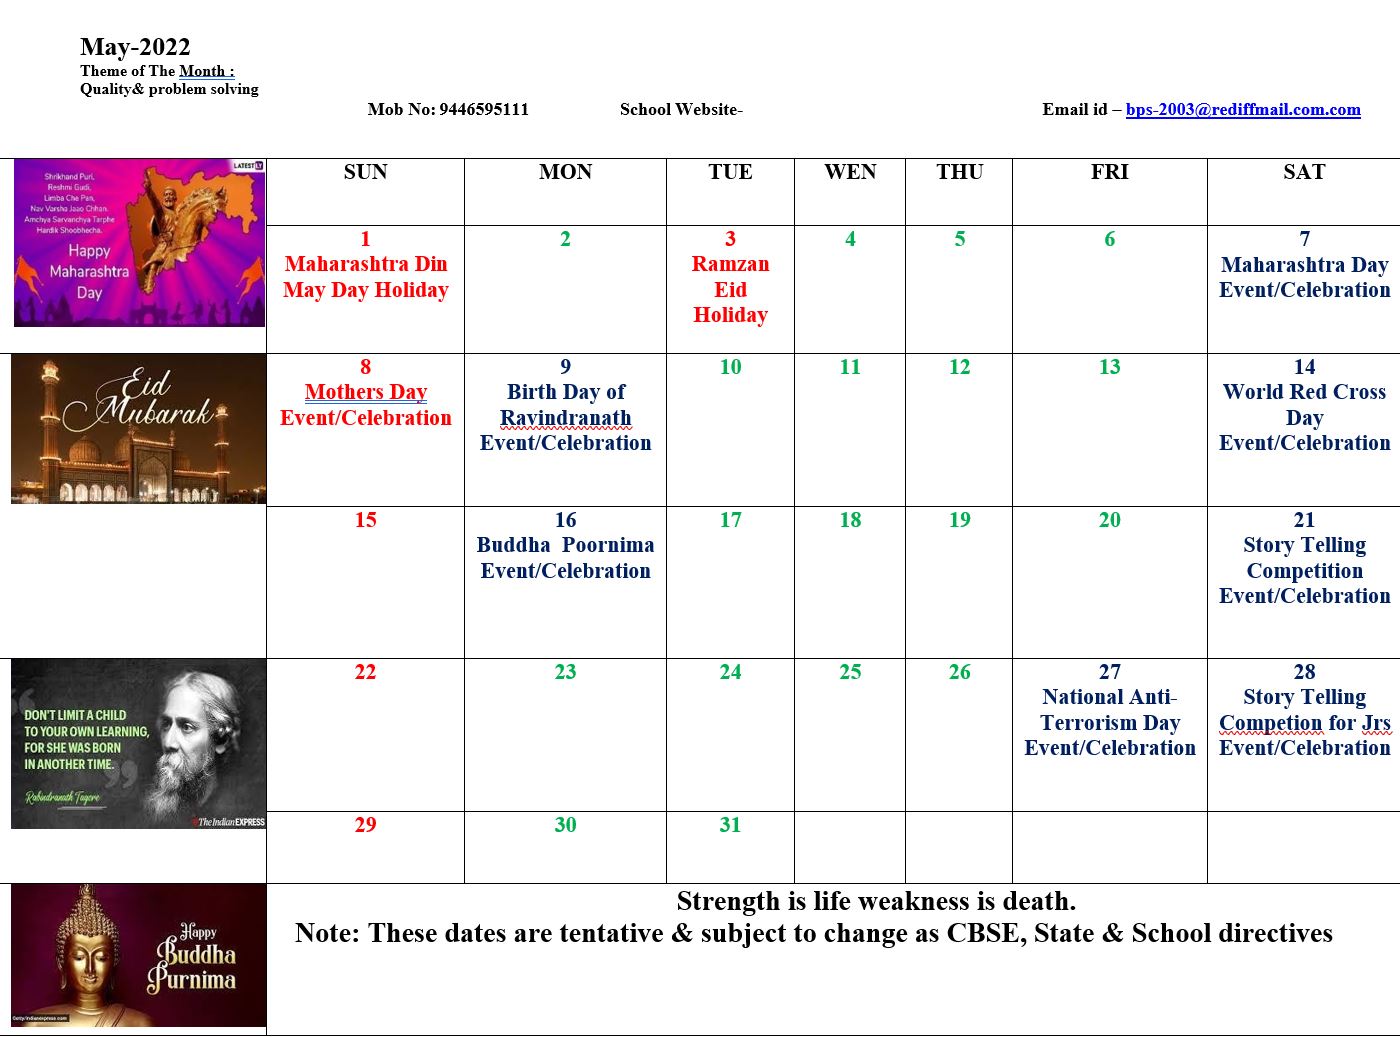 May-2022
Theme of The Month :
Quality& problem solving
Mob No: 9446595111 School Website- Email id – bps-2003@rediffmail.com.com
LATESTLY
Shrikhand Puri,
Reshmi Gudi,
Limba Che Pan,
Nav Varsha Jaao Chhan.
Amchya Sarvanchya Tarphe
Hardik Shoobhecha.
Happy
Maharashtra
Day
SUN MON TUE WEN THU FRI SAT
1
Maharashtra Din
May Day Holiday
2
3
Ramzan
Eid
Holiday
4
5
6
7
Maharashtra Day
Event/Celebration
Eid
Mubarak
8
Mothers Day
Event/Celebration
9
Birth Day of
Ravindranath
Event/Celebration
10
11
12
13
14
World Red Cross
Day
Event/Celebration
15
16
Buddha Poornima
Event/Celebration
17
18
19
20
21
Story Telling
Competition
Event/Celebration
DON'T LIMIT A CHILD
TO YOUR OWN LEARNING,
FOR SHE WAS BORN
IN ANOTHER TIME.
Rabindranath Tagore
The Indian EXPRESS
22
23
24
25
26
27
National Anti-
Terrorism Day
Event/Celebration
28
Story Telling
Competion for Jrs
Event/Celebration
29
30
31
Happy
Buddha
Purnima
Getty/indianexpress.com
Strength is life weakness is death.
Note: These dates are tentative & subject to change as CBSE, State & School directives